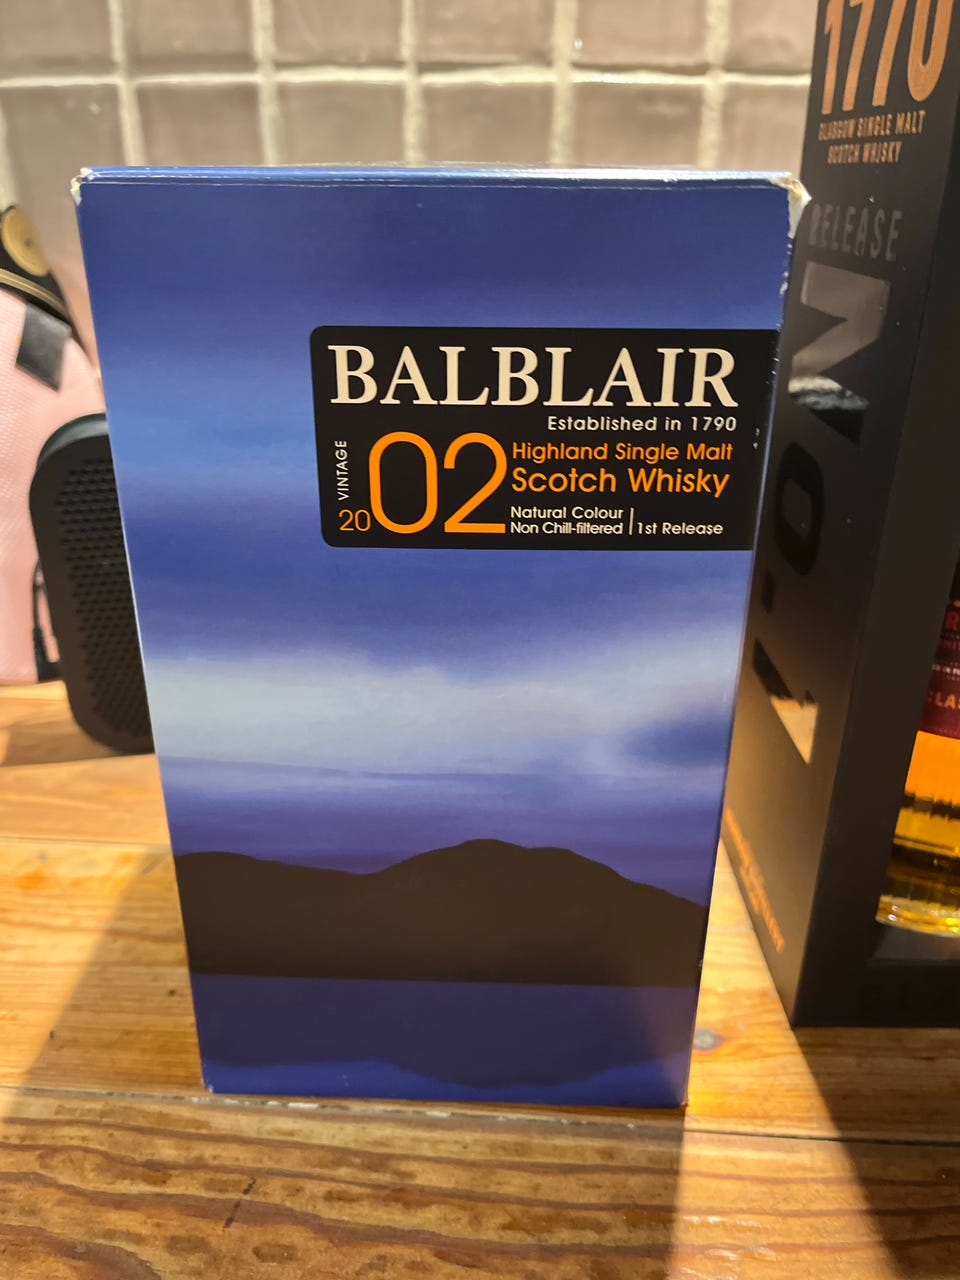 BALBLAIR
Established in 1790
VINTAGE
2002
Highland Single Malt
Scotch Whisky
Natural Colour
Non Chill-filtered
1st Release
1770
GLASGOW SINGLE MALT
SCOTCH WHISKY
RELEASE